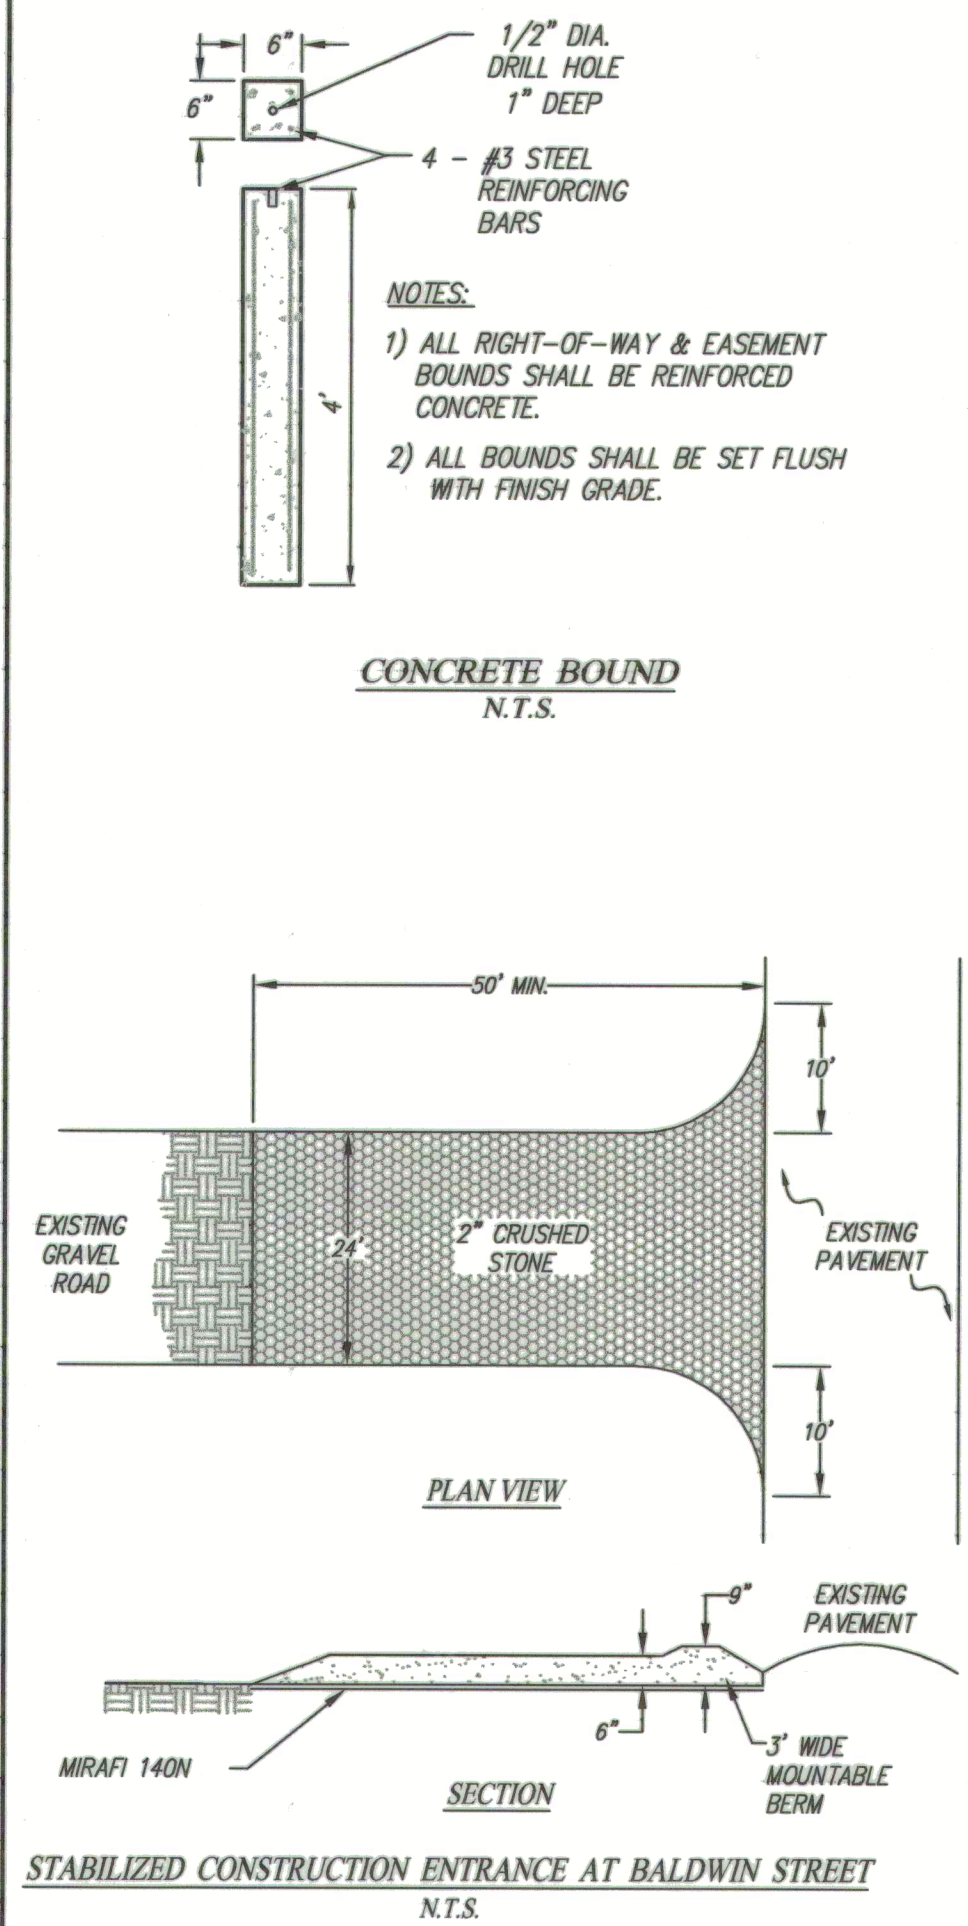 6"
1/2" DIA.
DRILL HOLE
1" DEEP
6"
4 - #3 STEEL
REINFORCING
BARS
4'
NOTES:
1) ALL RIGHT-OF-WAY & EASEMENT
BOUNDS SHALL BE REINFORCED
CONCRETE.
2) ALL BOUNDS SHALL BE SET FLUSH
WITH FINISH GRADE.
CONCRETE BOUND
N.T.S.
50' MIN.
10'
EXISTING
GRAVEL
ROAD
24'
2" CRUSHED
STONE
EXISTING
PAVEMENT
10'
PLAN VIEW
9"
EXISTING
PAVEMENT
6"
MIRAFI 140N
3' WIDE
MOUNTABLE
BERM
SECTION
STABILIZED CONSTRUCTION ENTRANCE AT BALDWIN STREET
N.T.S.